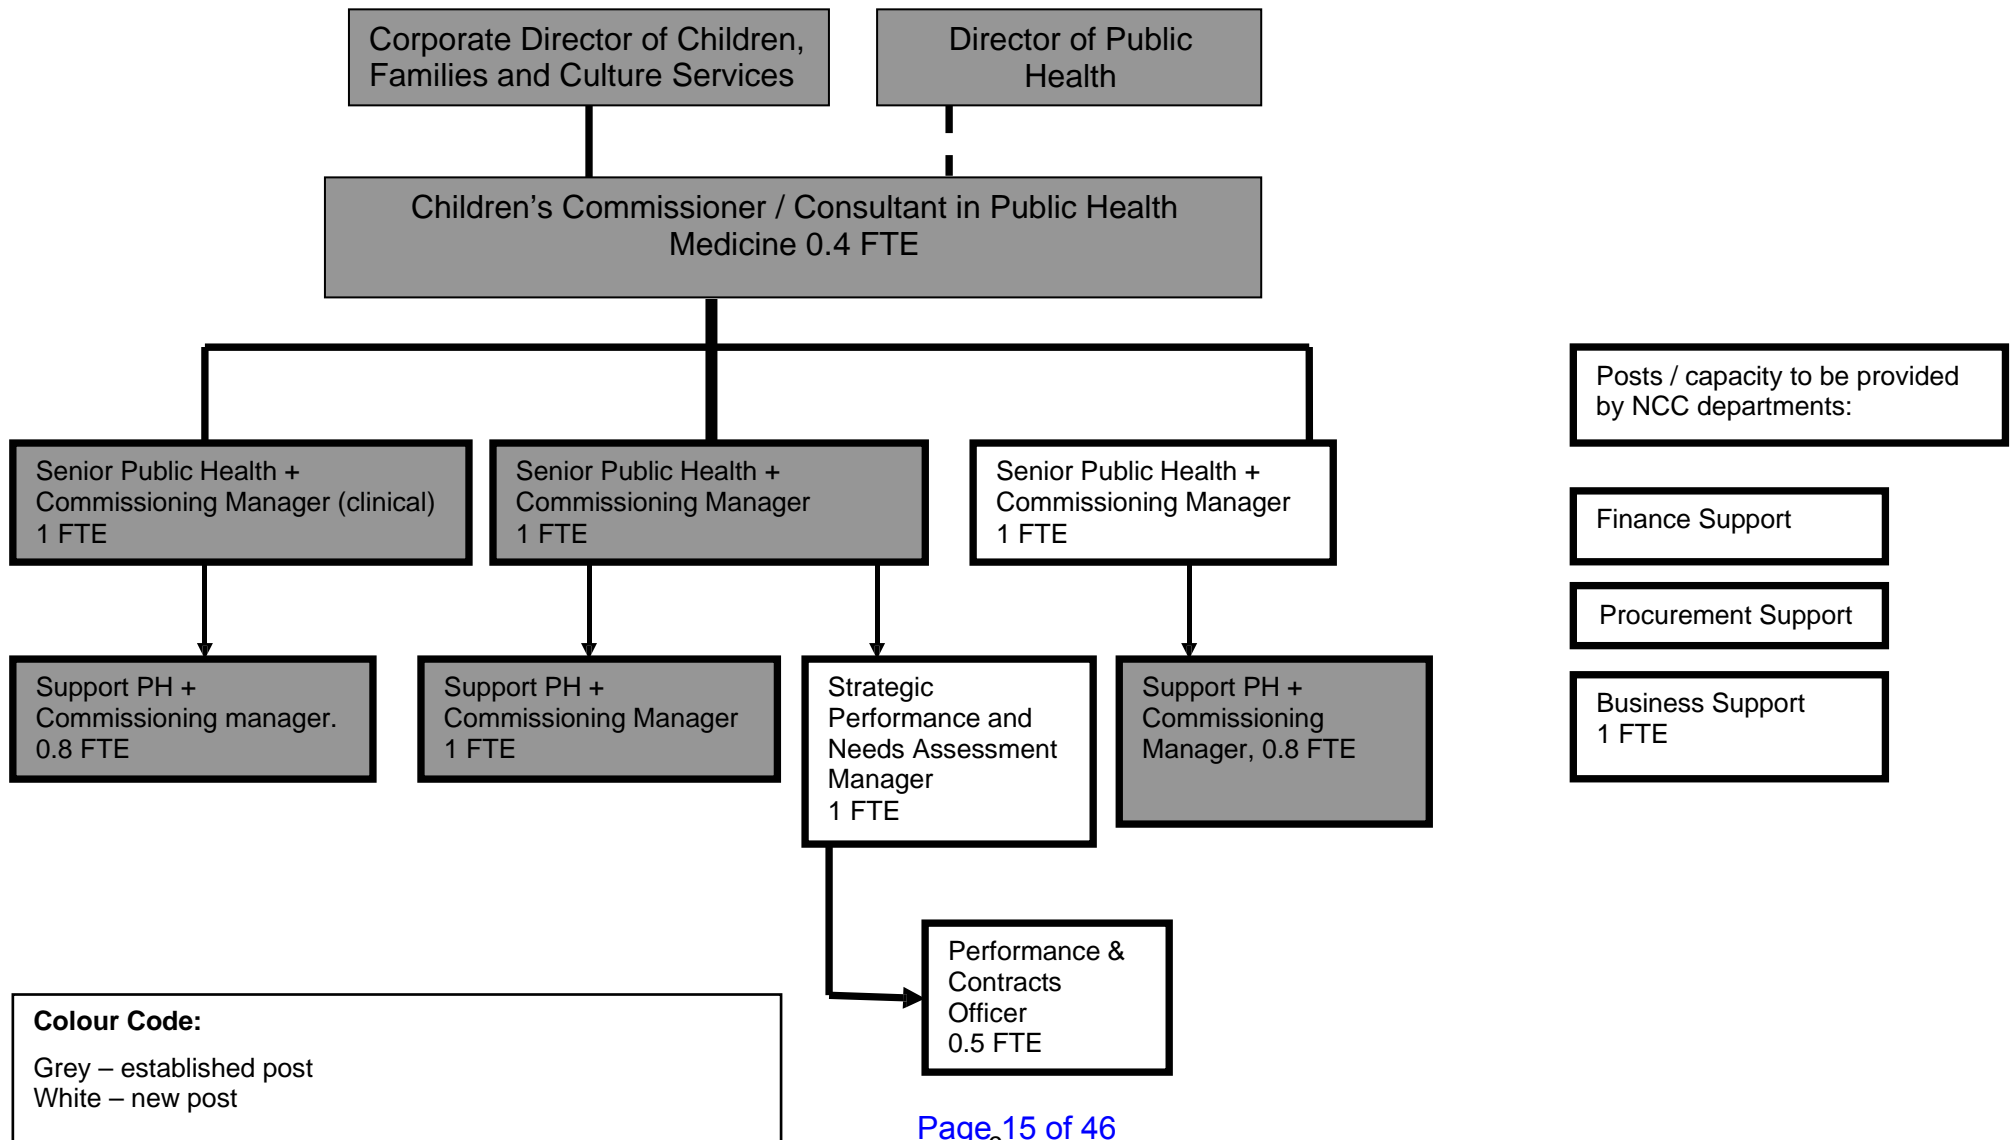 Corporate Director of Children,
Families and Culture Services
Director of Public
Health
Children’s Commissioner / Consultant in Public Health
Medicine 0.4 FTE
Senior Public Health +
Commissioning Manager (clinical)
1 FTE
Senior Public Health +
Commissioning Manager
1 FTE
Senior Public Health +
Commissioning Manager
1 FTE
Posts / capacity to be provided
by NCC departments:
Finance Support
Procurement Support
Business Support
1 FTE
Support PH +
Commissioning manager.
0.8 FTE
Support PH +
Commissioning Manager
1 FTE
Strategic
Performance and
Needs Assessment
Manager
1 FTE
Support PH +
Commissioning
Manager, 0.8 FTE
Performance &
Contracts
Officer
0.5 FTE
Colour Code:
Grey – established post
White – new post
Page 15 of 46